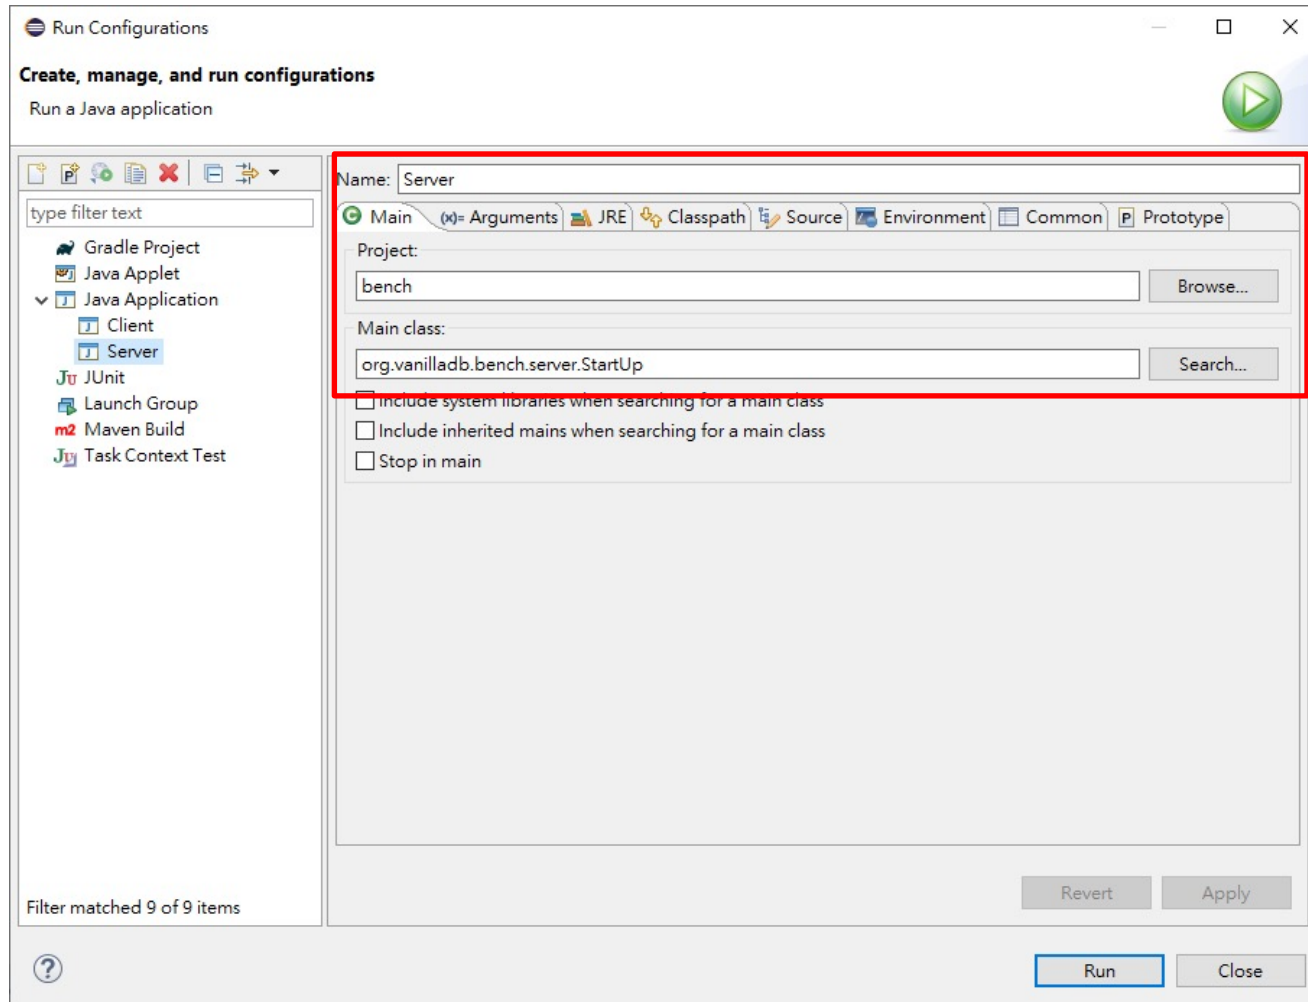 Run Configurations
Create, manage, and run configurations
Run a Java application
type filter text
Gradle Project
Java Applet
Java Application
Client
Server
JUnit
Launch Group
Maven Build
Task Context Test
Filter matched 9 of 9 items
Name: Server
Main (x)= Arguments JRE Classpath Source Environment Common Prototype
Project:
bench Browse...
Main class:
org.vanilladb.bench.server.StartUp Search...
Include system libraries when searching for a main class
Include inherited mains when searching for a main class
Stop in main
Revert Apply
Run Close